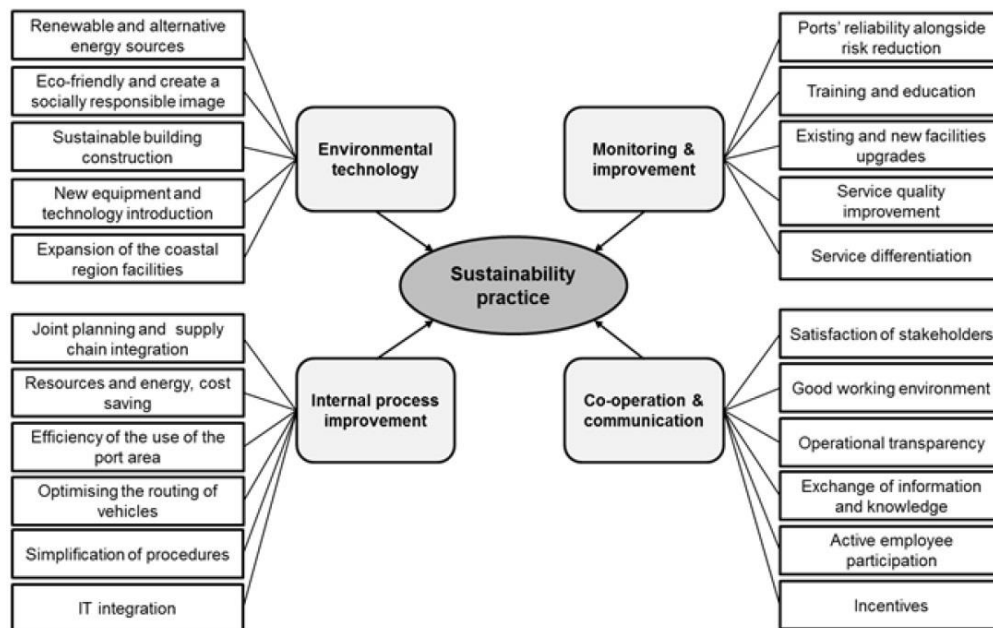 Renewable and alternative
energy sources
Eco-friendly and create a
socially responsible image
Sustainable building
construction
New equipment and
technology introduction
Expansion of the coastal
region facilities
Environmental
technology
Monitoring &
improvement
Ports' reliability alongside
risk reduction
Training and education
Existing and new facilities
upgrades
Service quality
improvement
Service differentiation
Sustainability
practice
Joint planning and supply
chain integration
Resources and energy, cost
saving
Efficiency of the use of the
port area
Optimising the routing of
vehicles
Simplification of procedures
IT integration
Internal process
improvement
Co-operation &
communication
Satisfaction of stakeholders
Good working environment
Operational transparency
Exchange of information
and knowledge
Active employee
participation
Incentives